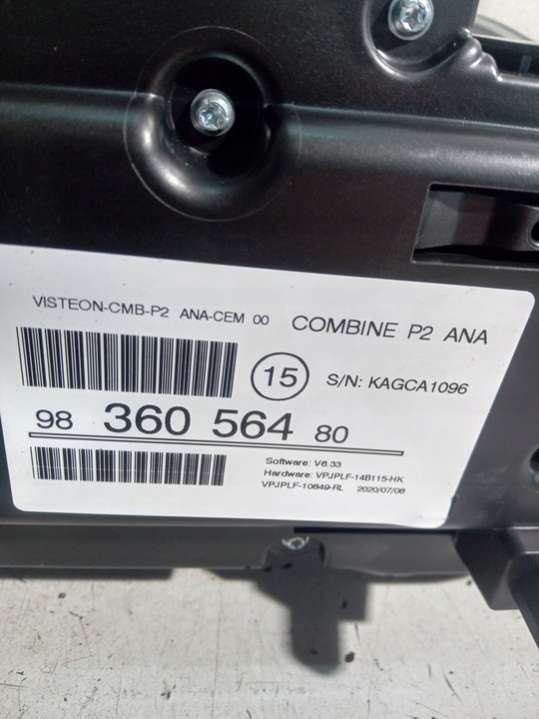 VISTEON-CMB-P2 ANA-CEM 00 COMBINE P2 ANA
15 S/N: KAGCA1096
98 360 564 80
Software: V6.33
Hardware: VPJPLF-14B115-HK
VPJPLF-10849-RL 2020/07/08